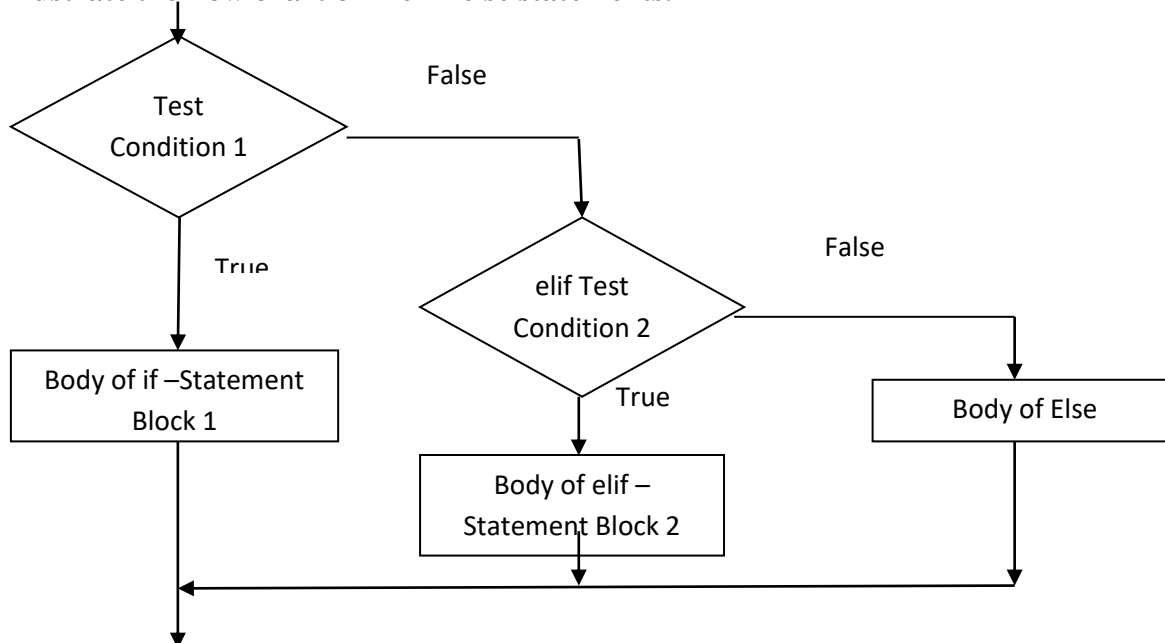 False
Test
Condition 1
True
False
elif Test
Condition 2
Body of if –Statement
Block 1
True
Body of Else
Body of elif –
Statement Block 2